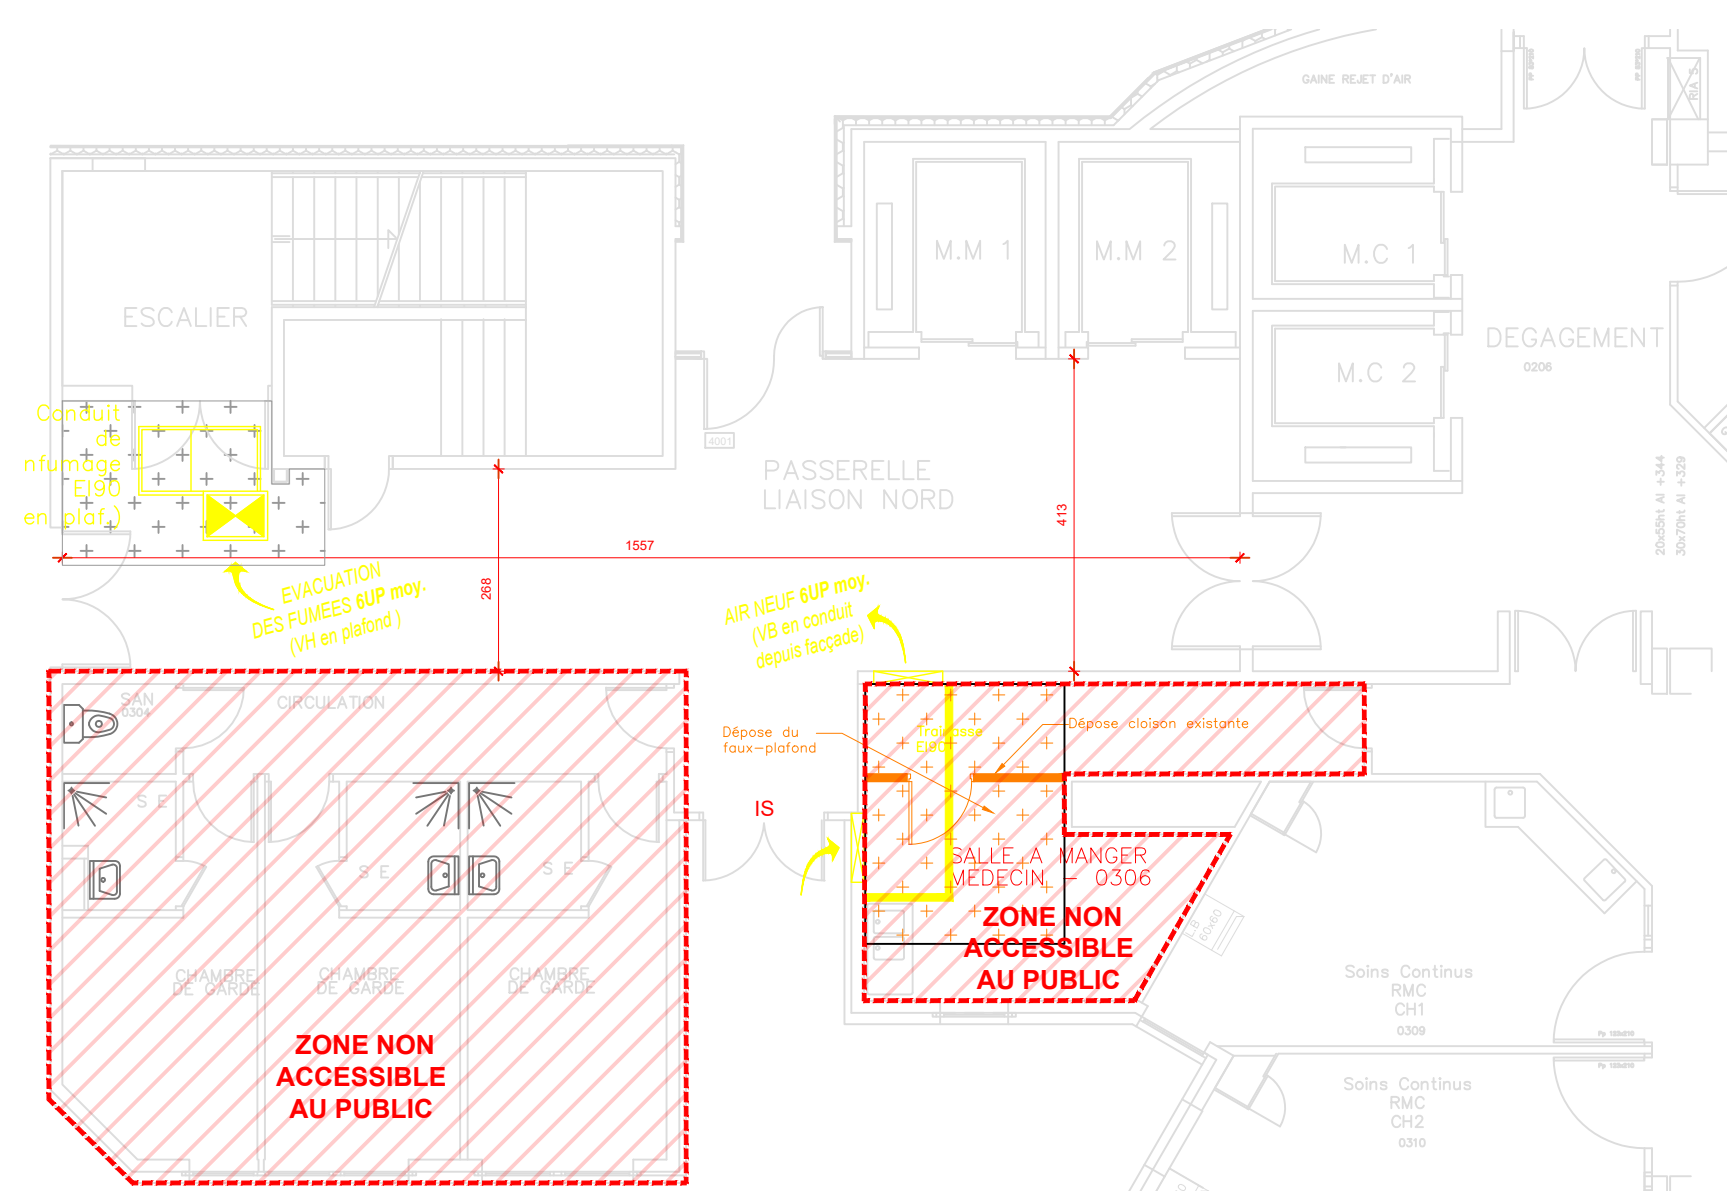 GAINE REJET D'AIR
RIA S
M.M 1
M.M 2
M.C 1
ESCALIER
DEGAGEMENT
0206
M.C 2
Conduit
de
nfumage
EI90
en plaf.)
4001
PASSERELLE
LIAISON NORD
413
20x55ht Al +344
30x70ht Al +329
1557
268
EVACUATION
DES FUMEES 6UP moy.
(VH en plafond )
AIR NEUF 6UP moy.
(VB en conduit
depuis façcade)
SAN
0304
CIRCULATION
Dépose du
faux-plafond
Dépose cloison existante
EI90
S E
IS
S E
S E
SALLE A MANGER
MEDECIN - 0306
ZONE NON
ACCESSIBLE
AU PUBLIC
B
60x60
CHAMBRE
DE GARDE
CHAMBRE
DE GARDE
CHAMBRE
DE GARDE
Soins Continus
RMC
CH1
0309
ZONE NON
ACCESSIBLE
AU PUBLIC
Soins Continus
RMC
CH2
0310